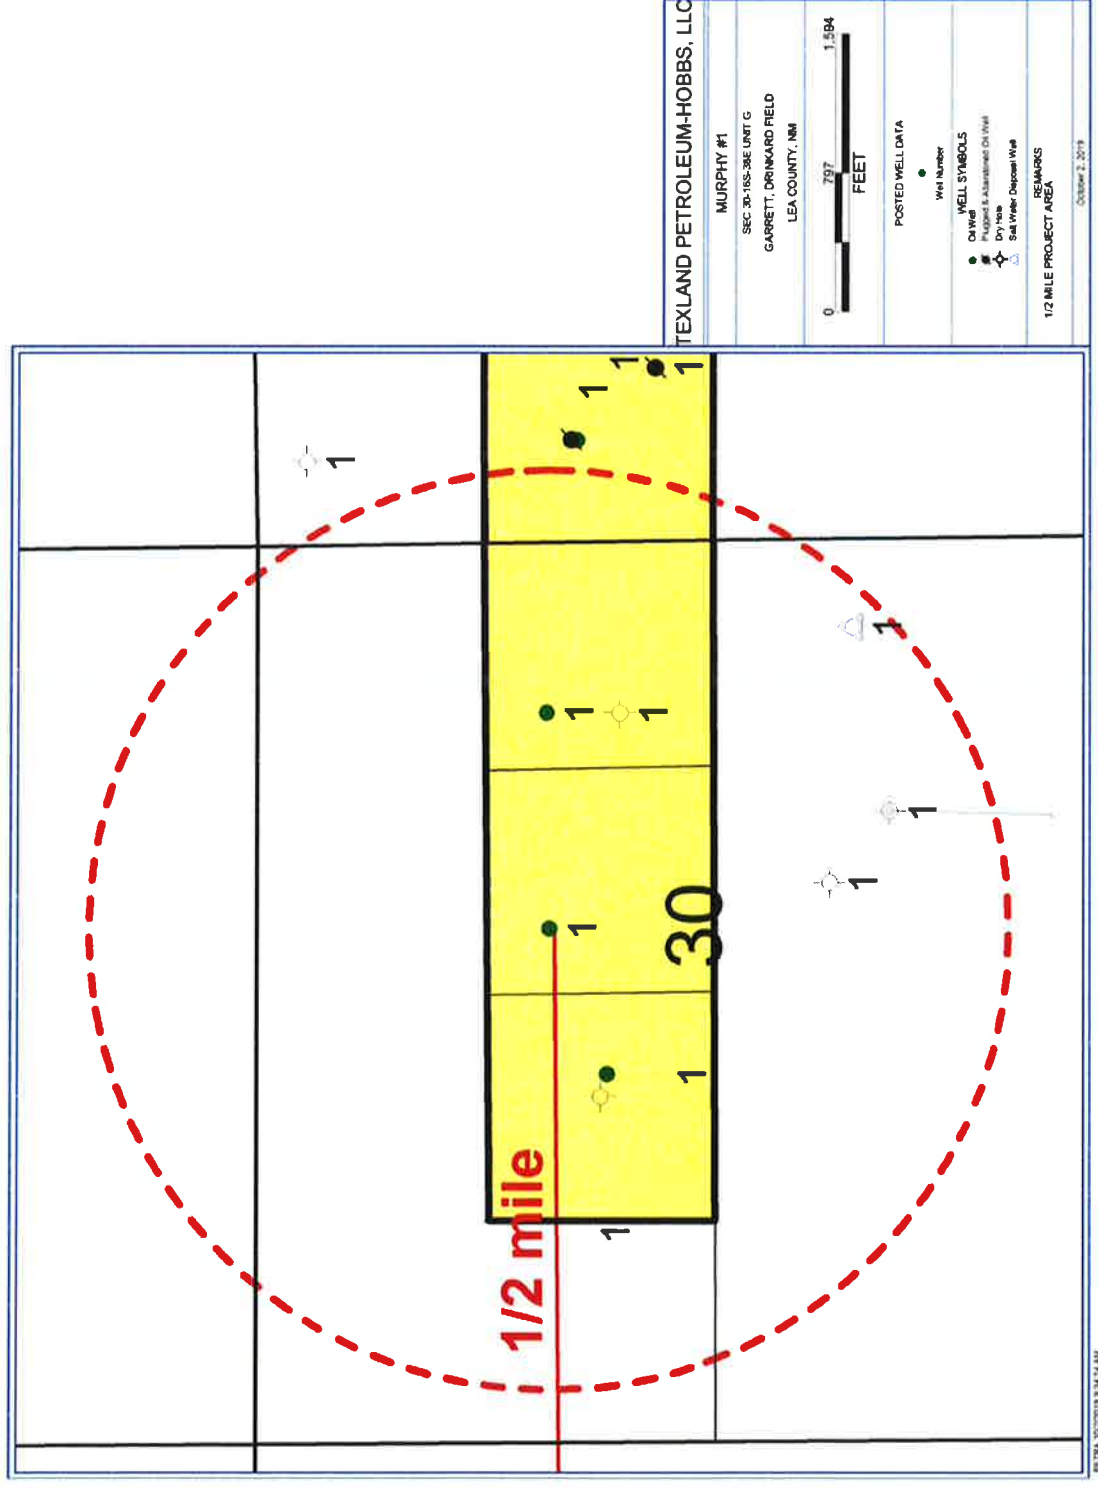 TEXLAND PETROLEUM-HOBBS, LLC
MURPHY #1
SEC 30-16S-38E UNIT G
GARRETT, DRINKARD FIELD
LEA COUNTY, NM
0 797 1,594
FEET
POSTED WELL DATA
Well Number
WELL SYMBOLS
Oil Well
Plugged & Abandoned Oil Well
Dry Hole
Salt Water Disposal Well
REMARKS
1/2 MILE PROJECT AREA
October 2, 2019
1/2 mile
30
1
1
1
1
1
1
1
1
1
1
1
1